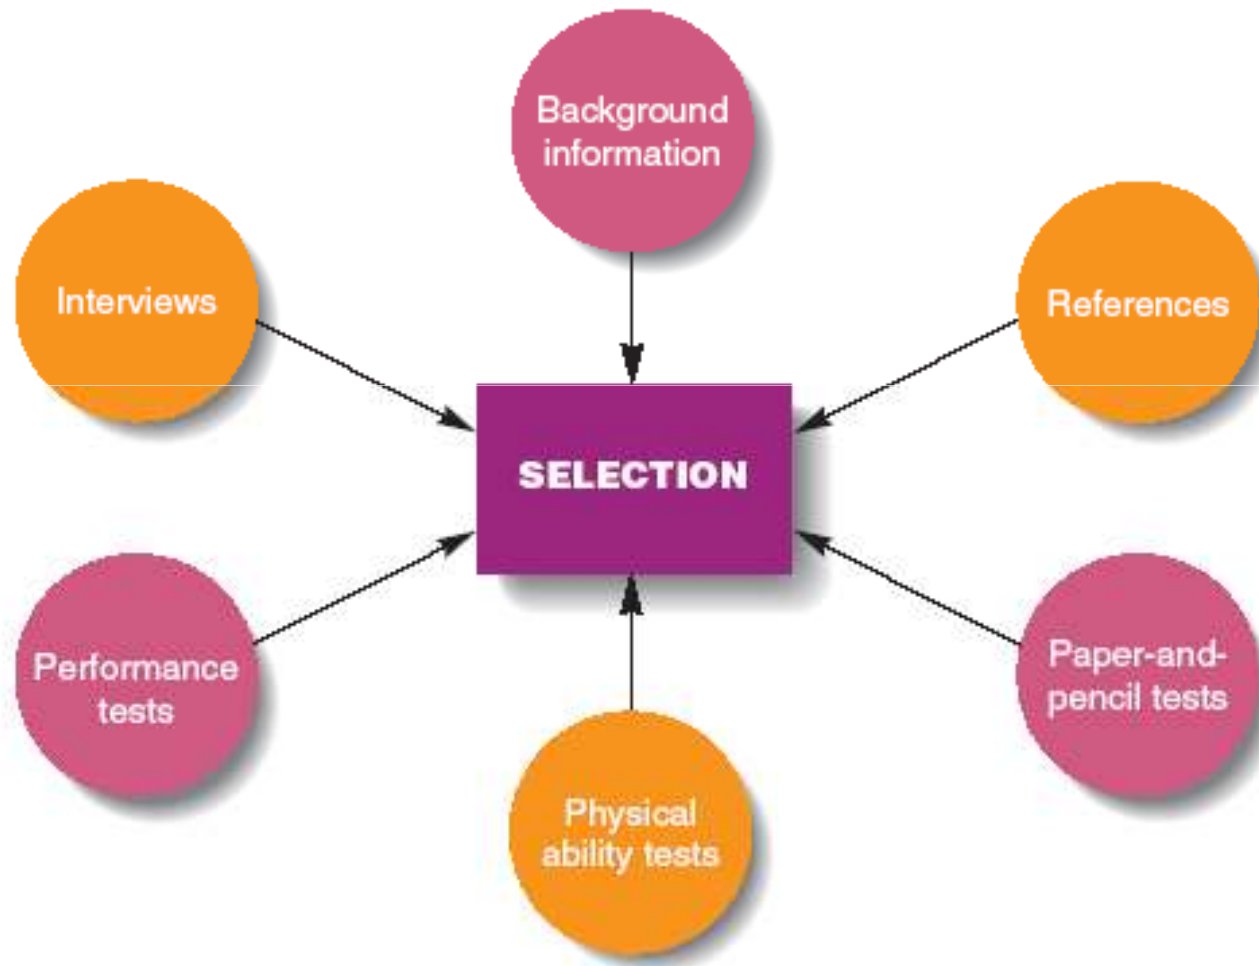 Background
information
Interviews
References
SELECTION
Performance
tests
Paper-and-
pencil tests
Physical
ability tests